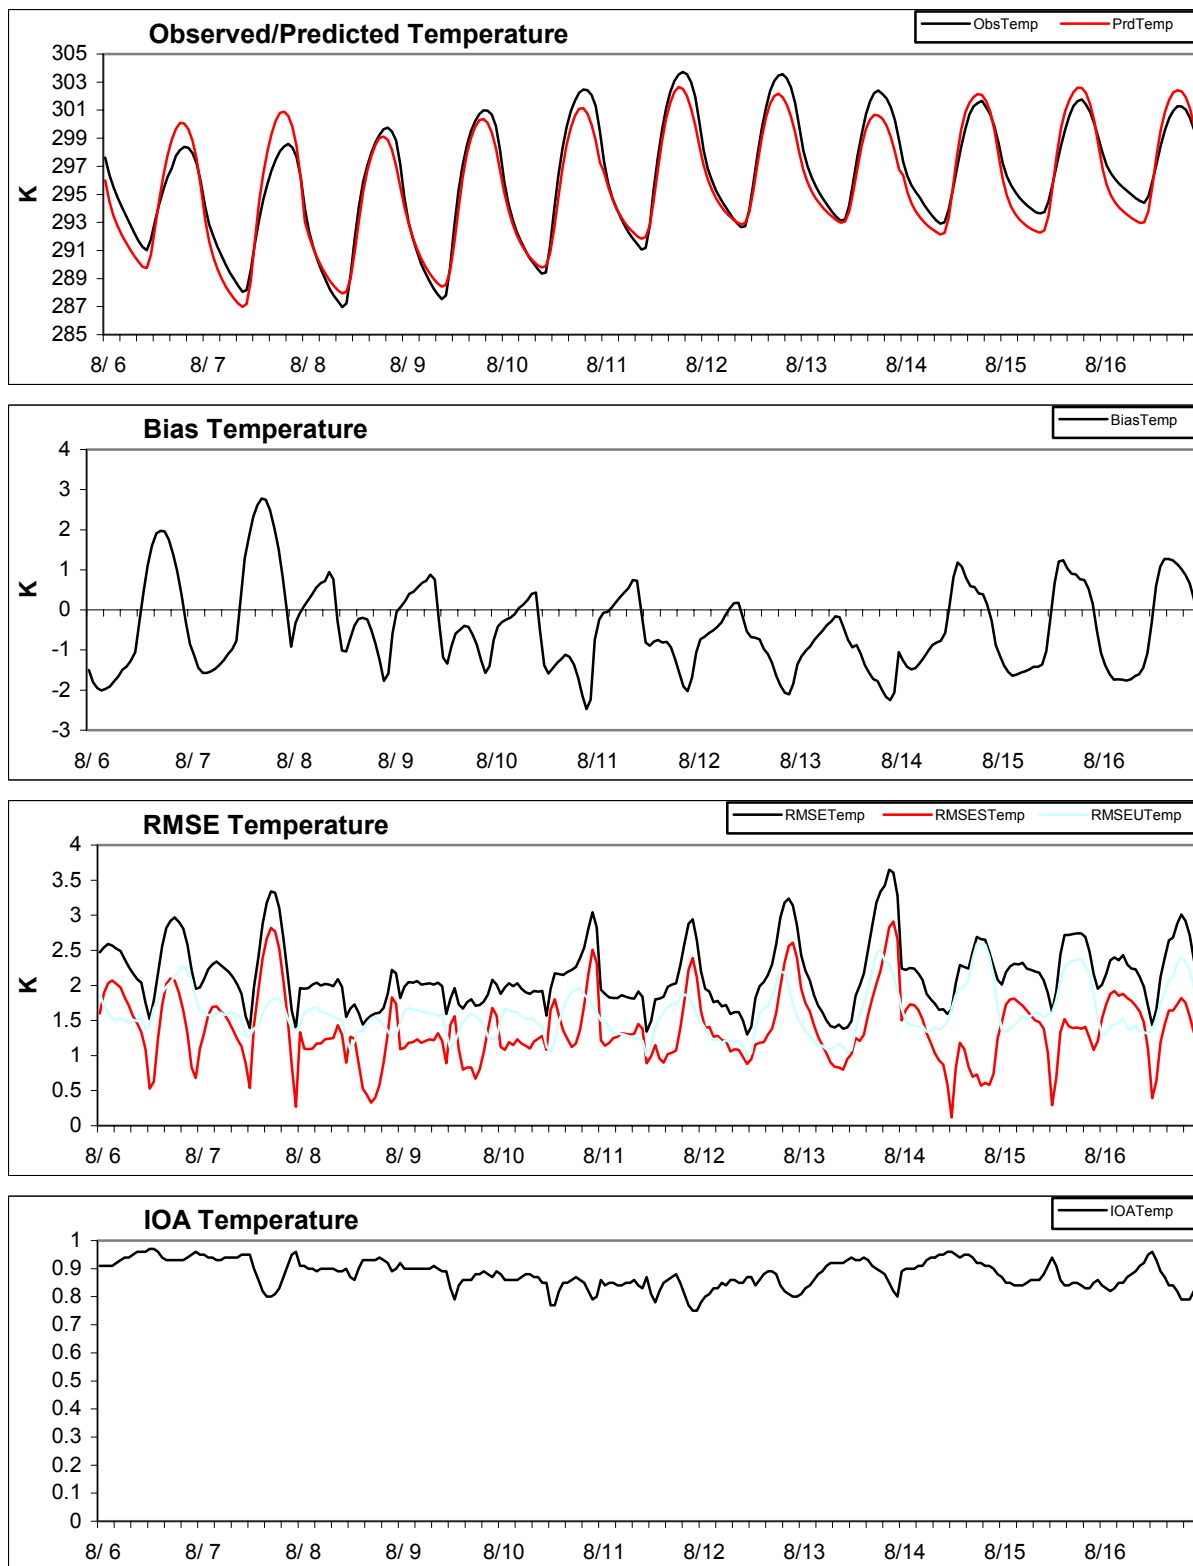 Observed/Predicted Temperature
ObsTemp PrdTemp
305
303
301
299
297
295
293
291
289
287
285
K
8/ 6 8/ 7 8/ 8 8/ 9 8/10 8/11 8/12 8/13 8/14 8/15 8/16
Bias Temperature
BiasTemp
4
3
2
1
0
-1
-2
-3
K
8/ 6 8/ 7 8/ 8 8/ 9 8/10 8/11 8/12 8/13 8/14 8/15 8/16
RMSE Temperature
RMSETemp RMSESTemp RMSEUTemp
4
3.5
3
2.5
2
1.5
1
0.5
0
K
8/ 6 8/ 7 8/ 8 8/ 9 8/10 8/11 8/12 8/13 8/14 8/15 8/16
IOA Temperature
IOATemp
1
0.9
0.8
0.7
0.6
0.5
0.4
0.3
0.2
0.1
0
8/ 6 8/ 7 8/ 8 8/ 9 8/10 8/11 8/12 8/13 8/14 8/15 8/16